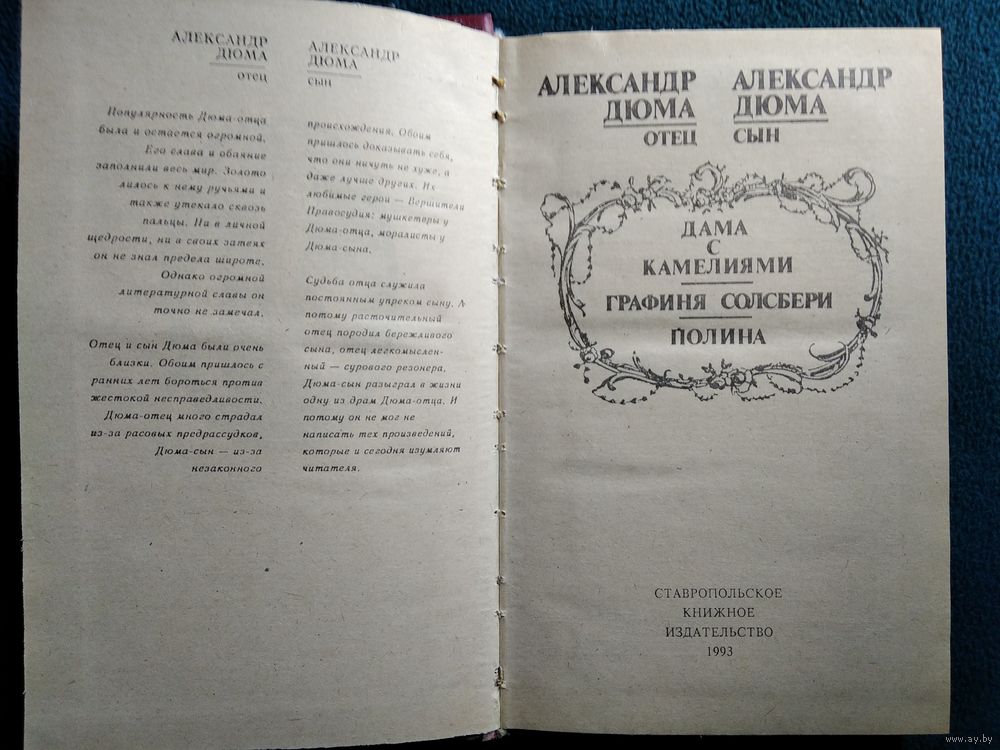 АЛЕКСАНДР
ДЮМА
ОТЕЦ
Популярность Дюма-отца
была и остается огромной.
Его слава и обаяние
заполнили весь мир. Золото
лилось к нему ручьями и
также утекало сквозь
пальцы. Ни в личной
щедрости, ни в своих затеях
он не знал предела широте.
Однако огромной
литературной славы он
точно не замечал.
Отец и сын Дюма были очень
близки. Обоим пришлось с
ранних лет бороться против
жестокой несправедливости.
Дюма-отец много страдал
из-за расовых предрассудков,
Дюма-сын — из-за
незаконного
АЛЕКСАНДР
ДЮМА
СЫН
происхождения. Обоим
пришлось доказывать себя,
что они ничуть не хуже, а
даже лучше других. Их
любимые герои — Вершители
Правосудия: мушкетеры у
Дюма-отца, моралисты у
Дюма-сына.
Судьба отца служила
постоянным упреком сыну. А
потому расточительный
отец породил бережливого
сына, отец легкомыслен-
ный — сурового резонера.
Дюма-сын разыграл в жизни
одну из драм Дюма-отца. И
потому он не мог не
написать тех произведений,
которые и сегодня изумляют
читателя.
АЛЕКСАНДР
ДЮМА
ОТЕЦ
АЛЕКСАНДР
ДЮМА
СЫН
ДАМА
С
КАМЕЛИЯМИ
ГРАФИНЯ СОЛСБЕРИ
ПОЛИНА
СТАВРОПОЛЬСКОЕ
КНИЖНОЕ
ИЗДАТЕЛЬСТВО
1993
www.ay.by